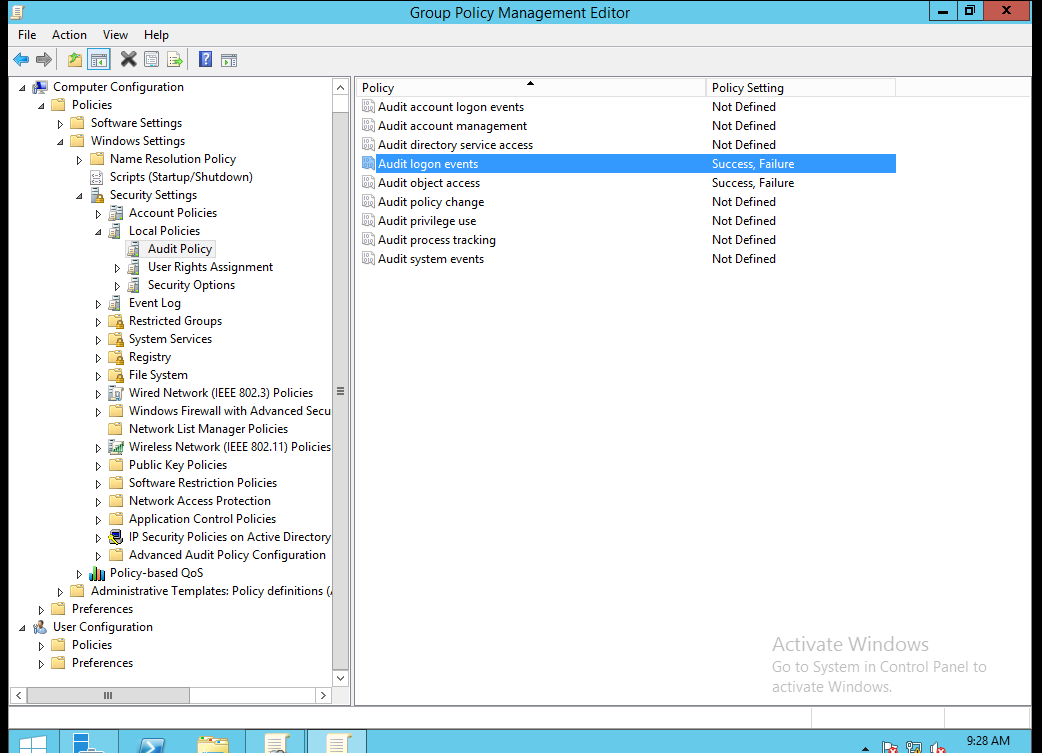 Group Policy Management Editor
File Action View Help
Computer Configuration
Policies
Software Settings
Windows Settings
Name Resolution Policy
Scripts (Startup/Shutdown)
Security Settings
Account Policies
Local Policies
Audit Policy
User Rights Assignment
Security Options
Event Log
Restricted Groups
System Services
Registry
File System
Wired Network (IEEE 802.3) Policies
Windows Firewall with Advanced Secu
Network List Manager Policies
Wireless Network (IEEE 802.11) Policies
Public Key Policies
Software Restriction Policies
Network Access Protection
Application Control Policies
IP Security Policies on Active Directory
Advanced Audit Policy Configuration
Policy-based QoS
Administrative Templates: Policy definitions (
Preferences
User Configuration
Policies
Preferences
Policy Policy Setting
Audit account logon events Not Defined
Audit account management Not Defined
Audit directory service access Not Defined
Audit logon events Success, Failure
Audit object access Success, Failure
Audit policy change Not Defined
Audit privilege use Not Defined
Audit process tracking Not Defined
Audit system events Not Defined
Activate Windows
Go to System in Control Panel to
activate Windows.
9:28 AM